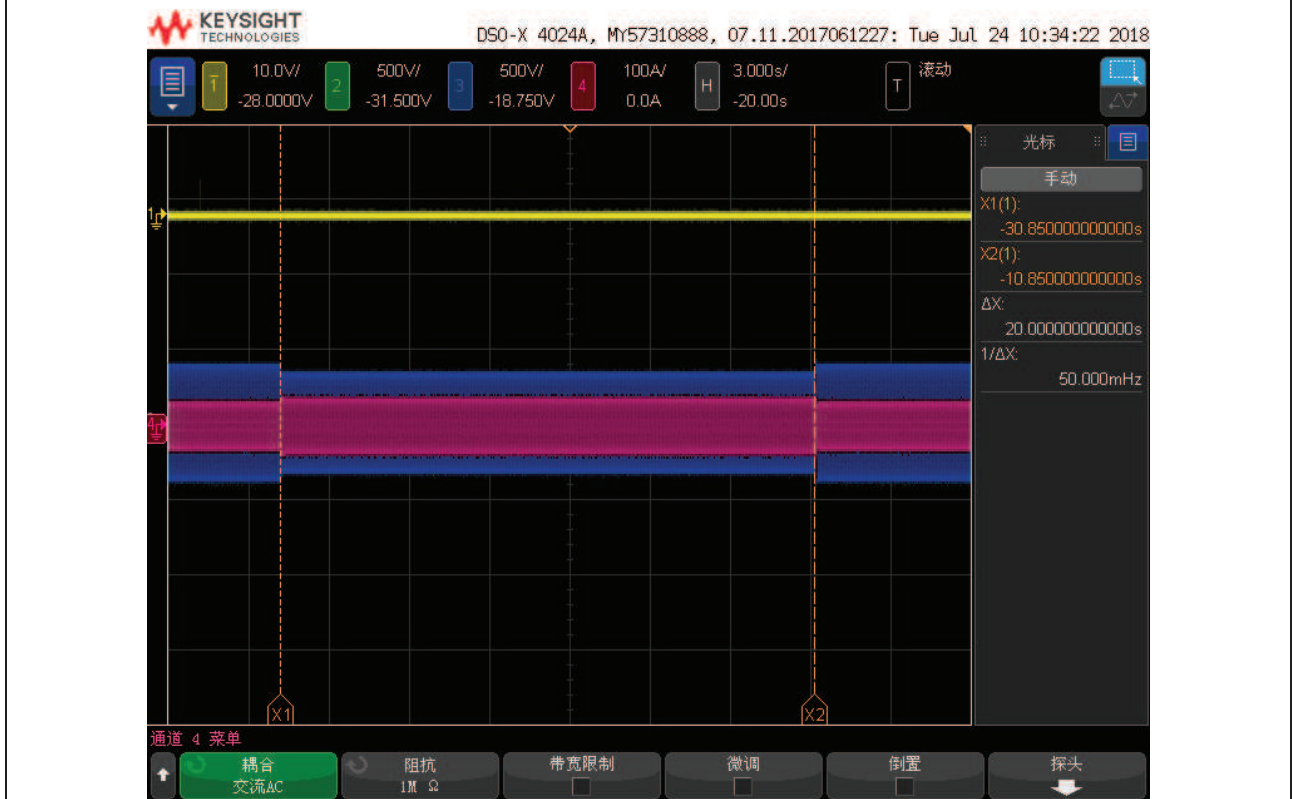 KEYSIGHT
TECHNOLOGIES
DSO-X 4024A, MY57310888, 07.11.2017061227: Tue Jul 24 10:34:22 2018
1 10.0V/ 2 500V/ 3 500V/ 4 100A/ H 3.000s/ T 滚动
-28.0000V -31.500V -18.750V 0.0A -20.00s
光标
手动
X1(1):
-30.850000000000s
X2(1):
-10.850000000000s
ΔX:
20.000000000000s
1/ΔX:
50.000mHz
1
4
X1 X2
通道 4 菜单
耦合 阻抗 带宽限制 微调 倒置 探头
交流AC 1M Ω